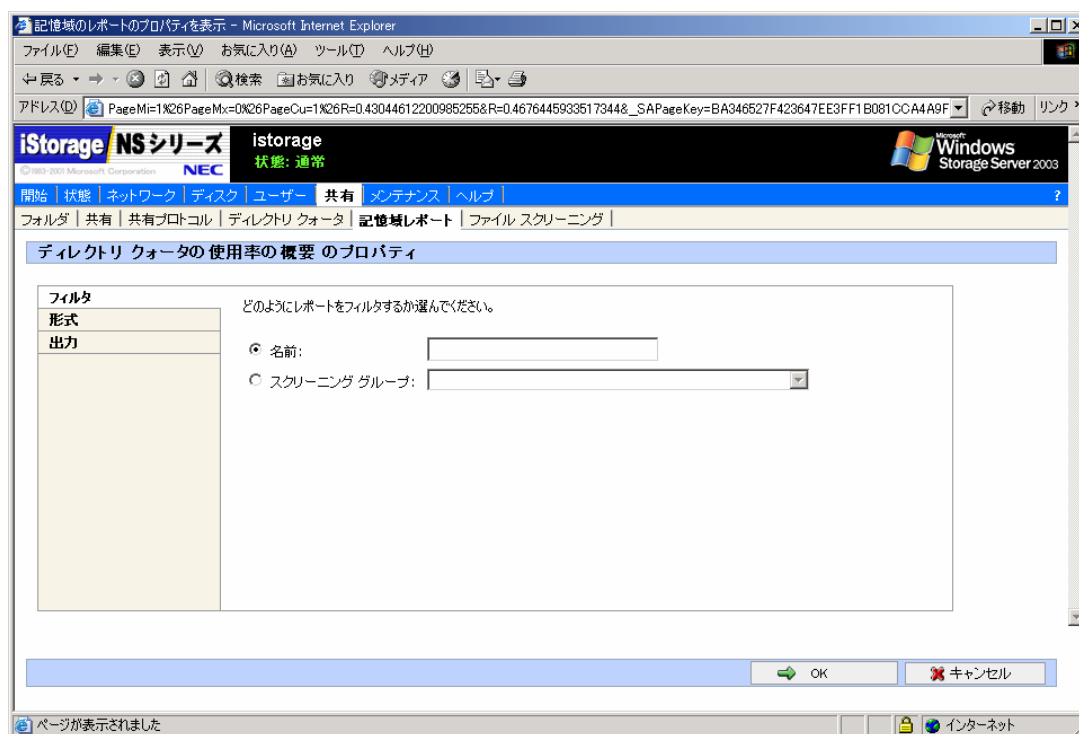 記憶域のレポートのプロパティを表示 - Microsoft Internet Explorer
ファイル(F) 編集(E) 表示(V) お気に入り(A) ツール(T) ヘルプ(H)
戻る 検索 お気に入り メディア
アドレス(D) PageMi=1%26PageMx=0%26PageCu=1%26R=0.430446122009852558&R=0.4676445933517344&_SAPageKey=BA346527F423647EE3FF1B081CCA4A9F 移動 リンク
iStorage NSシリーズ istorage
状態: 通常
©1983-2001 Microsoft Corporation NEC
Microsoft Windows Storage Server 2003
開始 | 状態 | ネットワーク | ディスク | ユーザー | 共有 | メンテナンス | ヘルプ | ?
フォルダ | 共有 | 共有プロトコル | ディレクトリ クォータ | 記憶域レポート | ファイル スクリーニング |
ディレクトリ クォータの使用率の概要 のプロパティ
フィルタ
形式
出力
どのようにレポートをフィルタするか選んでください。
名前:
スクリーニング グループ:
OK キャンセル
ページが表示されました インターネット